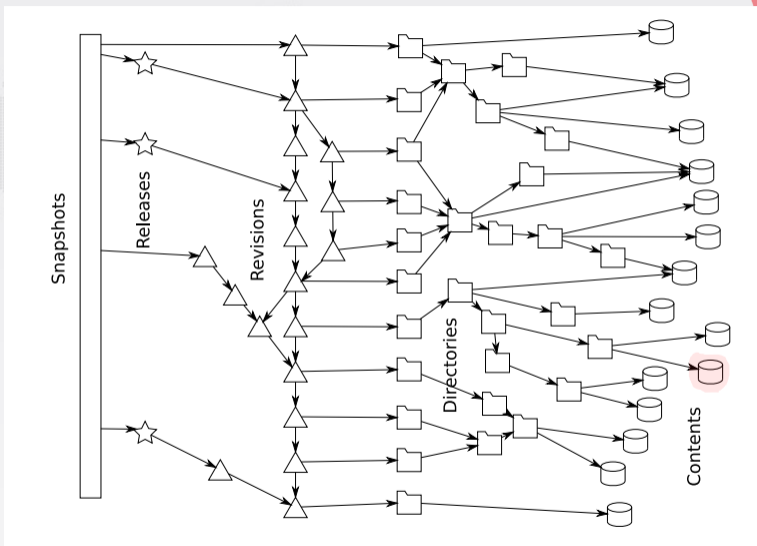 Snapshots
Releases
Revisions
Directories
Contents